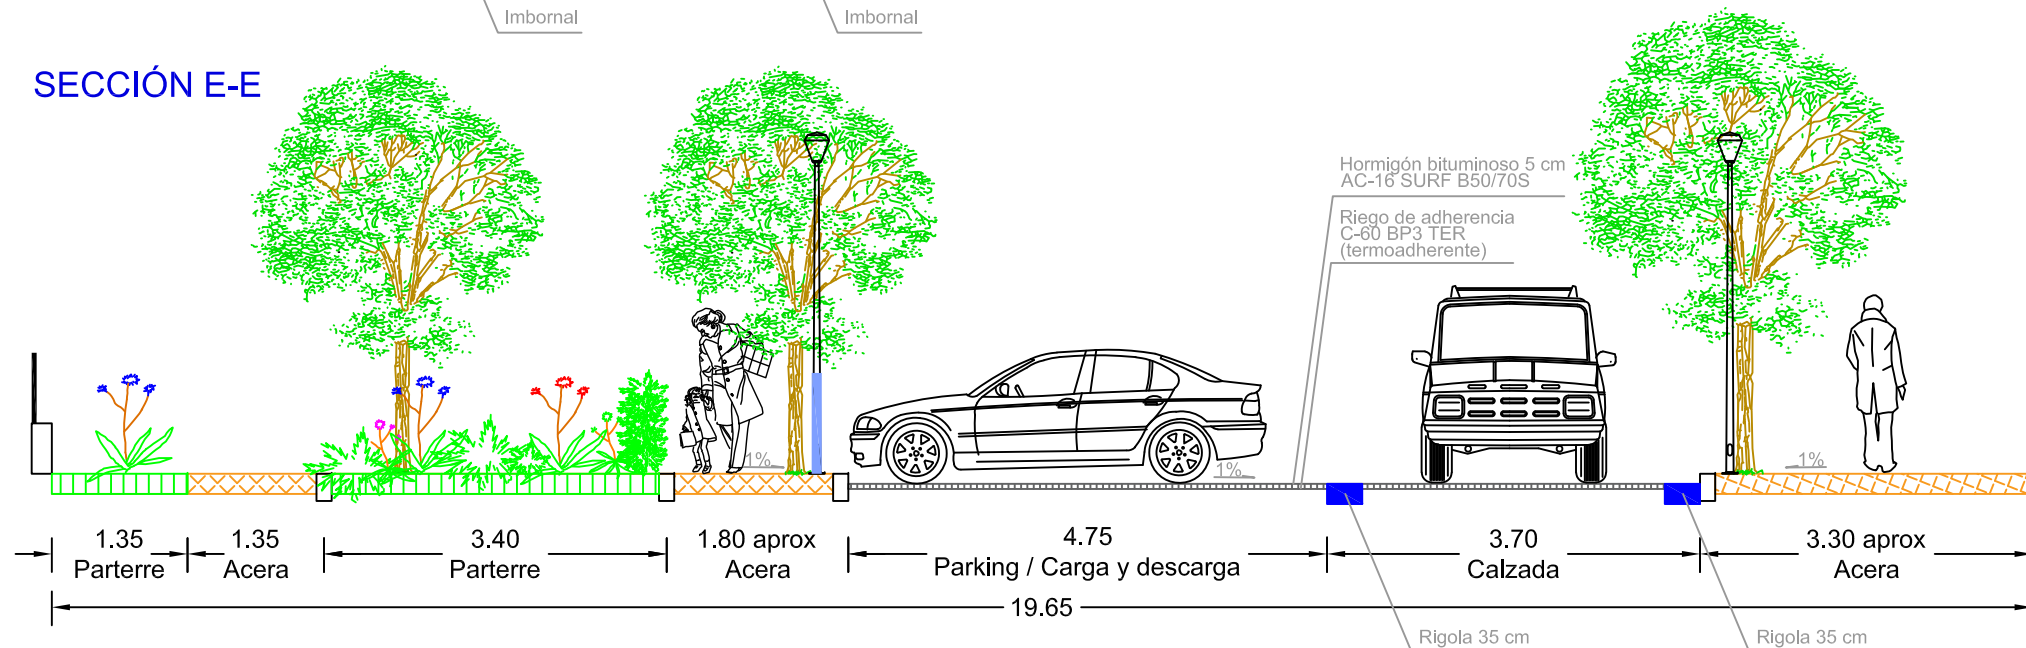 Imbornal
Imbornal
SECCIÓN E-E
Hormigón bituminoso 5 cm
AC-16 SURF B50/70S
Riego de adherencia
C-60 BP3 TER
(termoadherente)
1%
1%
1%
1.35
Parterre
1.35
Acera
3.40
Parterre
1.80 aprox
Acera
4.75
Parking / Carga y descarga
3.70
Calzada
3.30 aprox
Acera
19.65
Rigola 35 cm
Rigola 35 cm